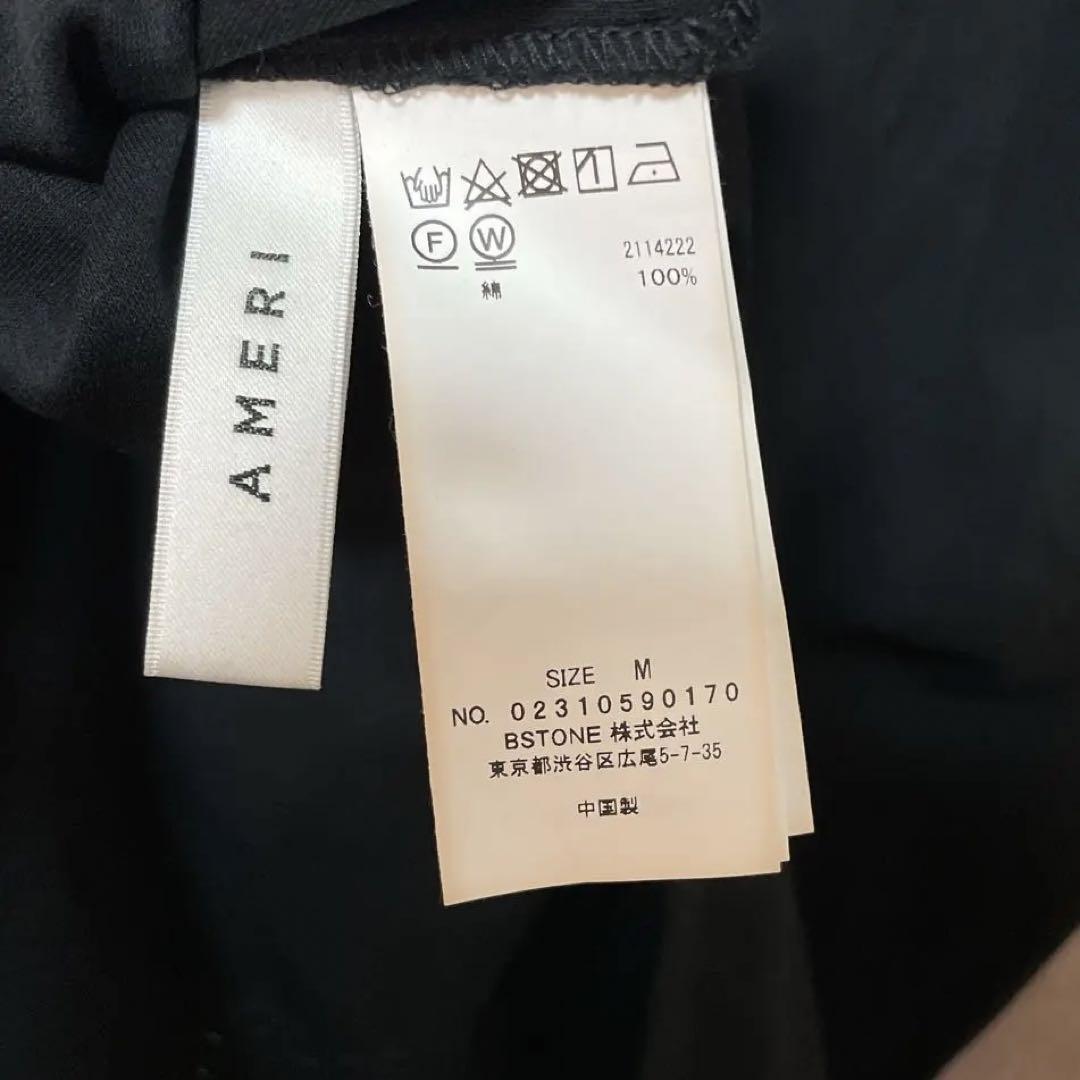 AMERI
F W
2114222
綿 100%
SIZE M
NO. 02310590170
BSTONE 株式会社
東京都渋谷区広尾5-7-35
中国製